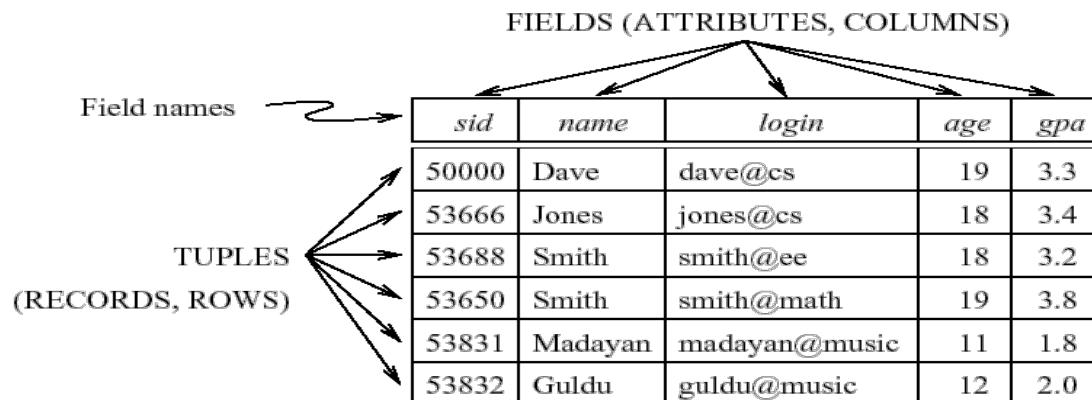 FIELDS (ATTRIBUTES, COLUMNS)
Field names
sid name login age gpa
50000 Dave dave@cs 19 3.3
53666 Jones jones@cs 18 3.4
53688 Smith smith@ee 18 3.2
53650 Smith smith@math 19 3.8
53831 Madayan madayan@music 11 1.8
53832 Guldu guldu@music 12 2.0
TUPLES
(RECORDS, ROWS)